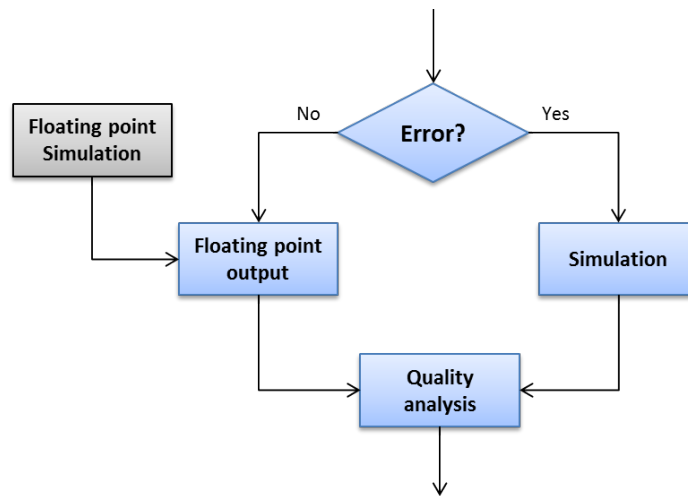 No
Yes
Error?
Floating point
Simulation
Floating point
output
Simulation
Quality
analysis